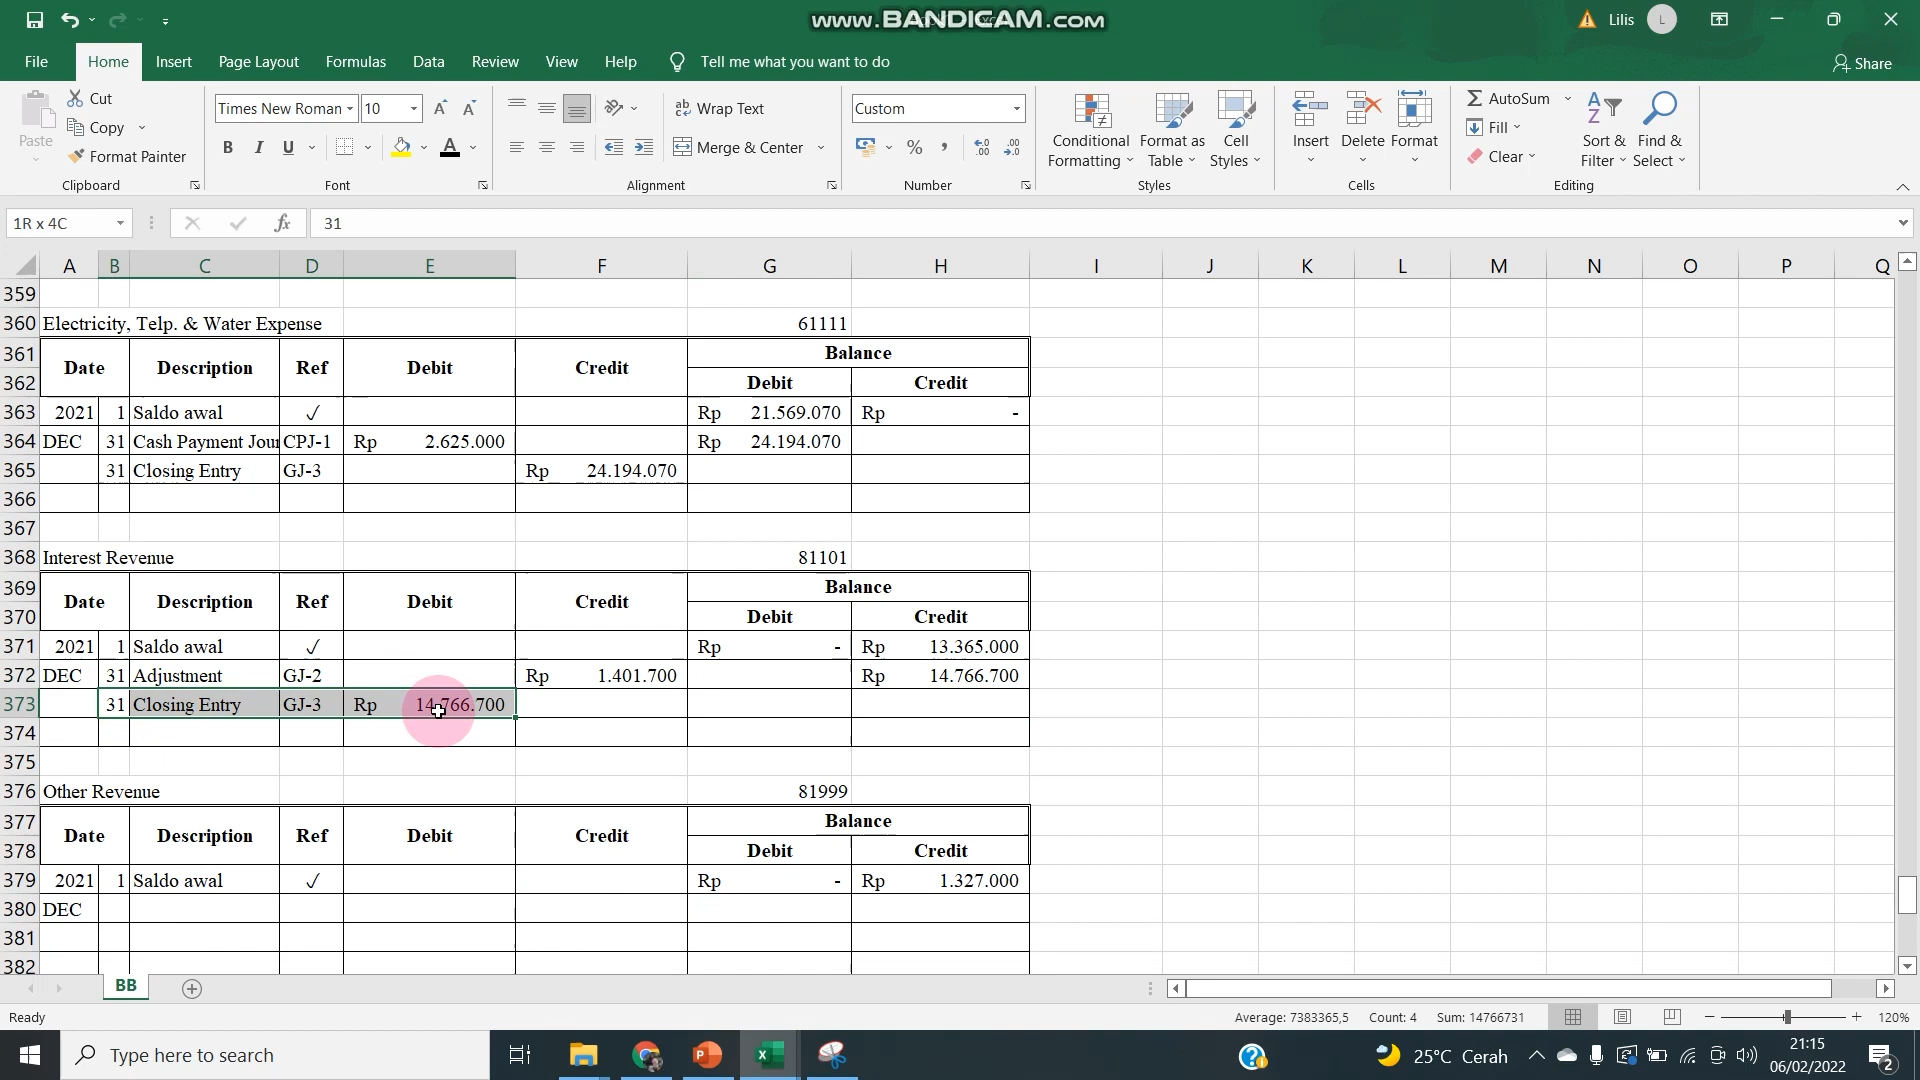 www.BANDICAM.com
Lilis L
File Home Insert Page Layout Formulas Data Review View Help Tell me what you want to do Share
Paste
Cut
Copy
Format Painter
Clipboard
Times New Roman 10
B I U
Font
Wrap Text
Merge & Center
Alignment
Custom
Number
Conditional Formatting
Format as Table
Cell Styles
Styles
Insert Delete Format
Cells
AutoSum
Fill
Clear
Sort & Filter
Find & Select
Editing
1R x 4C fx 31
A B C D E F G H I J K L M N O P Q
359
360 Electricity, Telp. & Water Expense 61111
361 Date Description Ref Debit Credit Balance
362 Debit Credit
363 2021 1 Saldo awal ✓ Rp 21.569.070 Rp -
364 DEC 31 Cash Payment Jour CPJ-1 Rp 2.625.000 Rp 24.194.070
365 31 Closing Entry GJ-3 Rp 24.194.070
366
367
368 Interest Revenue 81101
369 Date Description Ref Debit Credit Balance
370 Debit Credit
371 2021 1 Saldo awal ✓ Rp - Rp 13.365.000
372 DEC 31 Adjustment GJ-2 Rp 1.401.700 Rp 14.766.700
373 31 Closing Entry GJ-3 Rp 14.766.700
374
375
376 Other Revenue 81999
377 Date Description Ref Debit Credit Balance
378 Debit Credit
379 2021 1 Saldo awal ✓ Rp - Rp 1.327.000
380 DEC
381
382
BB
Ready Average: 7383365,5 Count: 4 Sum: 14766731 120%
Type here to search 25°C Cerah 21:15
06/02/2022 2